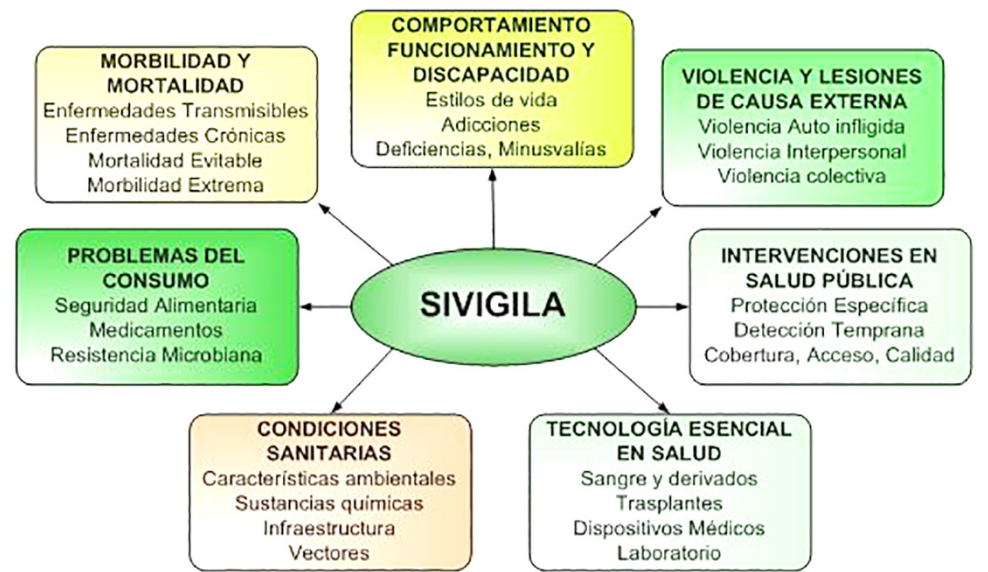 COMPORTAMIENTO
FUNCIONAMIENTO Y
DISCAPACIDAD
Estilos de vida
Adicciones
Deficiencias, Minusvalías
MORBILIDAD Y
MORTALIDAD
Enfermedades Transmisibles
Enfermedades Crónicas
Mortalidad Evitable
Morbilidad Extrema
VIOLENCIA Y LESIONES
DE CAUSA EXTERNA
Violencia Auto infligida
Violencia Interpersonal
Violencia colectiva
PROBLEMAS DEL
CONSUMO
Seguridad Alimentaria
Medicamentos
Resistencia Microbiana
SIVIGILA
INTERVENCIONES EN
SALUD PÚBLICA
Protección Específica
Detección Temprana
Cobertura, Acceso, Calidad
CONDICIONES
SANITARIAS
Características ambientales
Sustancias químicas
Infraestructura
Vectores
TECNOLOGÍA ESENCIAL
EN SALUD
Sangre y derivados
Trasplantes
Dispositivos Médicos
Laboratorio